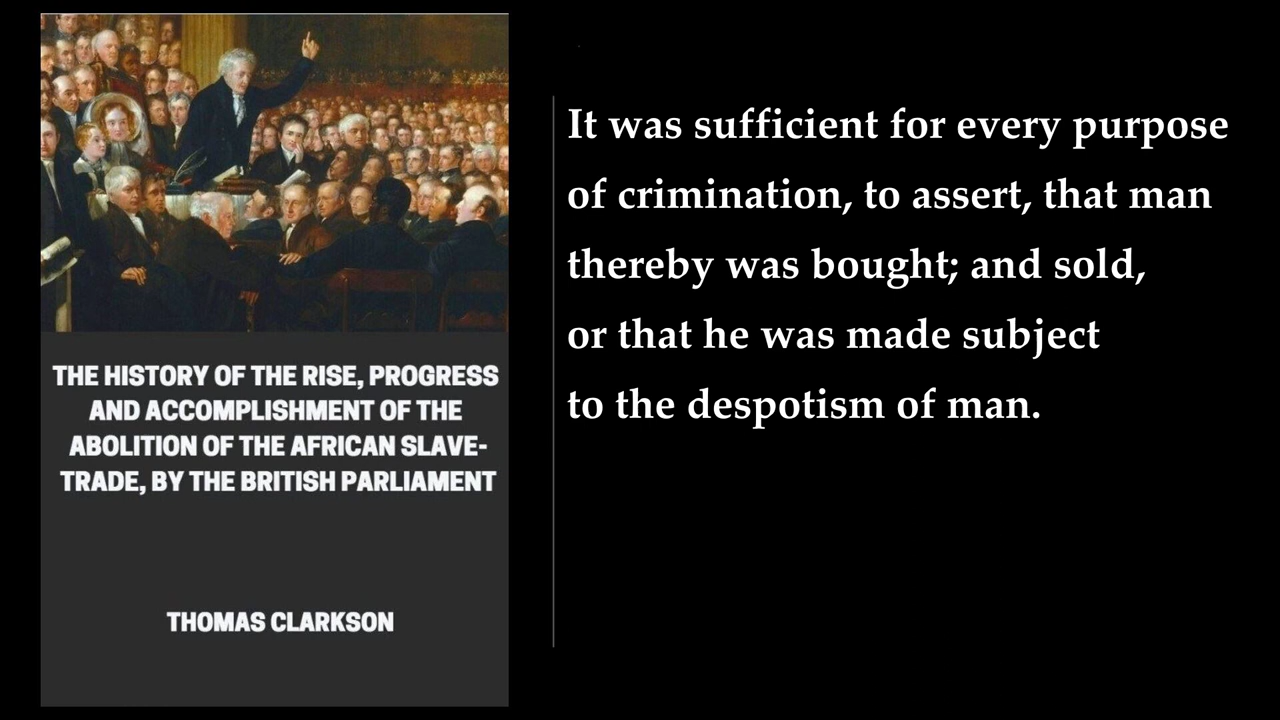 THE HISTORY OF THE RISE, PROGRESS
AND ACCOMPLISHMENT OF THE
ABOLITION OF THE AFRICAN SLAVE-
TRADE, BY THE BRITISH PARLIAMENT
THOMAS CLARKSON
It was sufficient for every purpose
of crimination, to assert, that man
thereby was bought; and sold,
or that he was made subject
to the despotism of man.